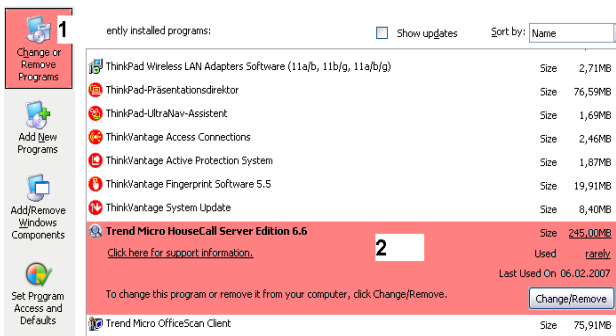 1
Change or
Remove
Programs
Add New
Programs
Add/Remove
Windows
Components
Set Program
Access and
Defaults
ently installed programs:
Show updates
Sort by: Name
ThinkPad Wireless LAN Adapters Software (11a/b, 11b/g, 11a/b/g) Size 2,71MB
ThinkPad-Präsentationsdirektor Size 76,59MB
ThinkPad-UltraNav-Assistent Size 1,69MB
ThinkVantage Access Connections Size 2,46MB
ThinkVantage Active Protection System Size 1,87MB
ThinkVantage Fingerprint Software 5.5 Size 19,91MB
ThinkVantage System Update Size 8,40MB
Trend Micro HouseCall Server Edition 6.6 Size 245,00MB
Click here for support information. 2 Used rarely
Last Used On 06.02.2007
To change this program or remove it from your computer, click Change/Remove. Change/Remove
Trend Micro OfficeScan Client Size 75,91MB